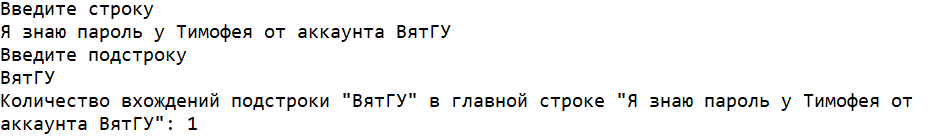 Введите строку
Я знаю пароль у Тимофея от аккаунта ВятГУ
Введите подстроку
ВятГУ
Количество вхождений подстроки "ВятГУ" в главной строке "Я знаю пароль у Тимофея от
аккаунта ВятГУ": 1